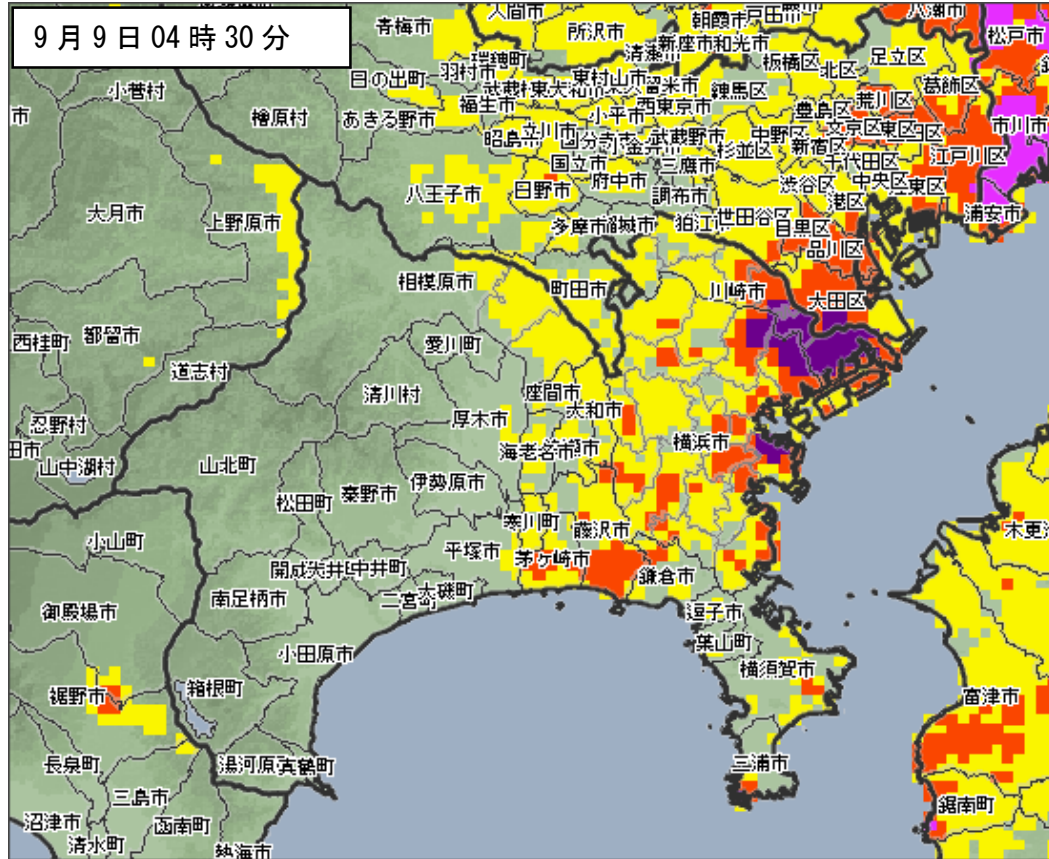 9月9日04時30分
入間市
朝霞市
戸田市
八潮市
松戸市
青梅市
所沢市
清瀬市
新座市
和光市
足立区
瑞穂町
板橋区
北区
羽村市
東村山市
日の出町
練馬区
葛飾区
荒川区
小菅村
福生市
西東京市
豊島区
檜原村
あきる野市
小平市
市川市
昭島市
立川市
国分寺市
武蔵野市
中野区
文京区
新宿区
杉並区
江戸川区
国立市
三鷹市
千代田区
府中市
渋谷区
中央区
江東区
八王子市
日野市
調布市
港区
大月市
上野原市
多摩市
稲城市
狛江市
世田谷区
目黒区
浦安市
品川区
相模原市
町田市
川崎市
大田区
都留市
西桂町
愛川町
道志村
清川村
座間市
大和市
厚木市
忍野村
横浜市
海老名市
山中湖村
山北町
伊勢原市
秦野市
松田町
寒川町
藤沢市
小山町
平塚市
茅ヶ崎市
開成町
大井町
中井町
鎌倉市
大磯町
二宮町
南足柄市
御殿場市
逗子市
葉山町
小田原市
横須賀市
裾野市
箱根町
富津市
長泉町
湯河原町
真鶴町
三浦市
三島市
鋸南町
沼津市
函南町
清水町
熱海市